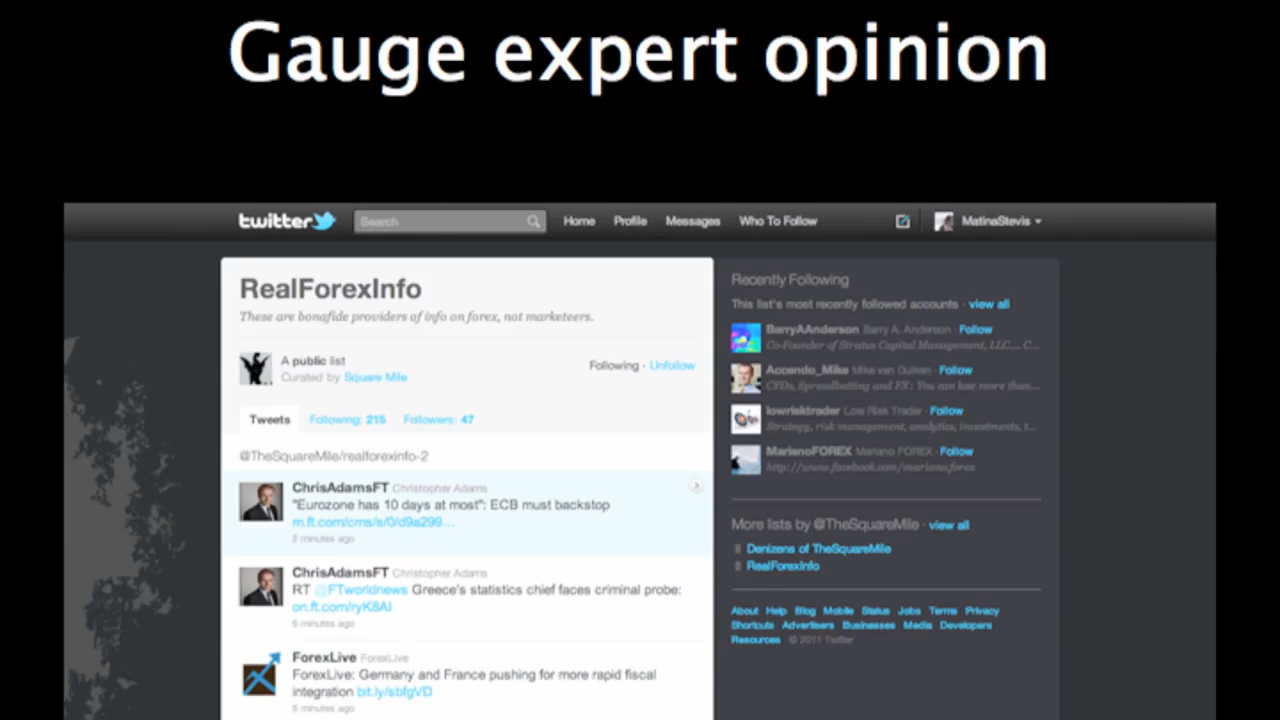 Gauge expert opinion
twitter Search Home Profile Messages Who To Follow MatinaStevis
RealForexInfo
These are bonafide providers of info on forex, not marketeers.
A public list
Curated by Square Mile
Following · Unfollow
Tweets Following: 215 Followers: 47
@TheSquareMile/realforexinfo-2
ChrisAdamsFT Christopher Adams
"Eurozone has 10 days at most": ECB must backstop
m.ft.com/cms/s/0/d9a299...
2 minutes ago
ChrisAdamsFT Christopher Adams
RT @FTworldnews Greece's statistics chief faces criminal probe:
on.ft.com/ryK8AI
6 minutes ago
ForexLive ForexLive
ForexLive: Germany and France pushing for more rapid fiscal
integration bit.ly/sbfgVD
6 minutes ago
Recently Following
This list's most recently followed accounts · view all
BarryAAnderson Barry A. Anderson · Follow
Co-Founder of Stratus Capital Management, LLC.... C...
Accendo_Mike Mike van Dulken · Follow
CFDs, Spreadbetting and FX: You can lose more than...
lowrisktrader Low Risk Trader · Follow
Strategy, risk management, analytics, investments, t...
MarianoFOREX Mariano FOREX · Follow
http://www.facebook.com/mariano.forex
More lists by @TheSquareMile · view all
Denizens of TheSquareMile
RealForexInfo
About Help Blog Mobile Status Jobs Terms Privacy
Shortcuts Advertisers Businesses Media Developers
Resources © 2011 Twitter